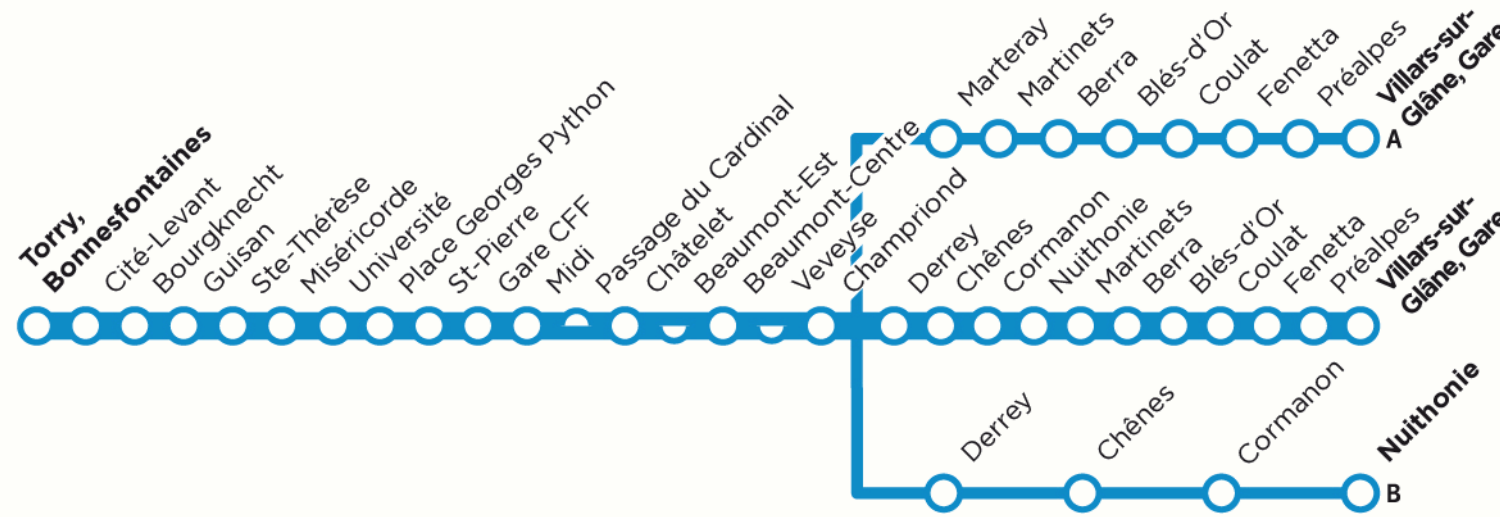 Torry,
Bonnesfontaines
Cité-Levant
Bourgknecht
Guisan
Ste-Thérèse
Miséricorde
Université
Place Georges Python
St-Pierre
Gare CFF
Midi
Passage du Cardinal
Châtelet
Beaumont-Est
Beaumont-Centre
Veveyse
Champriond
Marteray
Martinets
Berra
Blés-d'Or
Coulat
Fenetta
Préalpes
Villars-sur-
Glâne, Gare
A
Derrey
Chênes
Cormanon
Nuithonie
Martinets
Berra
Blés-d'Or
Coulat
Fenetta
Préalpes
Villars-sur-
Glâne, Gare
Derrey
Chênes
Cormanon
Nuithonie
B